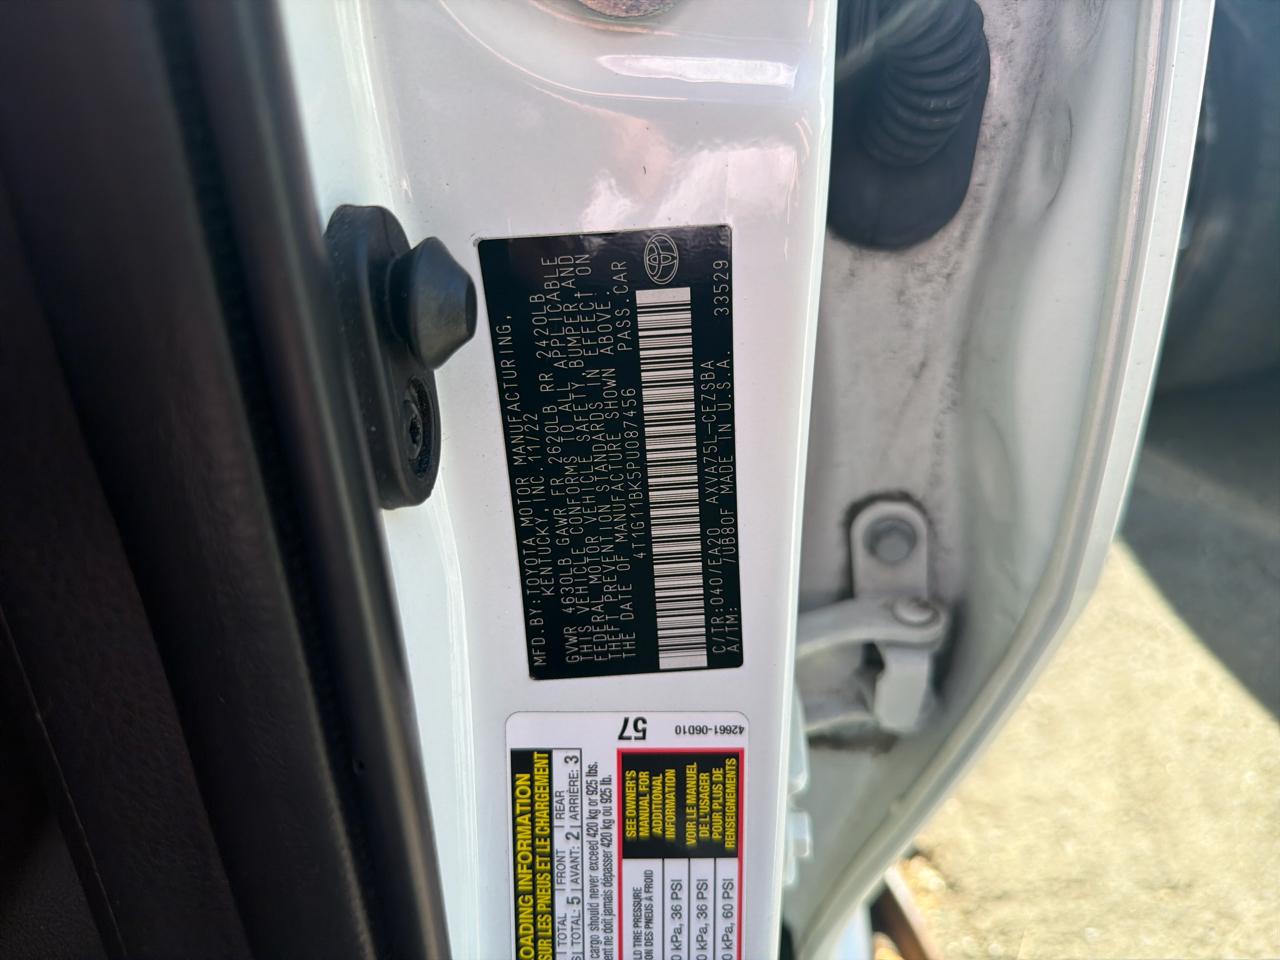 MFD.BY:TOYOTA MOTOR MANUFACTURING,
KENTUCKY, INC. 11/22
GVWR 4630LB GAWR FR 2620LB RR 2420LB
THIS VEHICLE CONFORMS TO ALL APPLICABLE
FEDERAL MOTOR VEHICLE SAFETY,BUMPER,AND
THEFT PREVENTION STANDARDS IN EFFECT ON
THE DATE OF MANUFACTURE SHOWN ABOVE.
4T1G11BK5PU087456 PASS.CAR
C/TR:040/EA20 AXVA75L-CEZSBA 33529
A/TM: /UB80F MADE IN U.S.A.
57
42661-06D10
OADING INFORMATION
SUR LES PNEUS ET LE CHARGEMENT
TOTAL FRONT REAR
TOTAL: 5 AVANT: 2 ARRIÈRE: 3
cargo should never exceed 420 kg or 925 lbs.
ne doit jamais dépasser 420 kg ou 925 lb.
TIRE PRESSURE
DES PNEUS À FROID
kPa, 36 PSI
kPa, 36 PSI
kPa, 60 PSI
SEE OWNER'S
MANUAL FOR
ADDITIONAL
INFORMATION
VOIR LE MANUEL
DE L'USAGER
POUR PLUS DE
RENSEIGNEMENTS